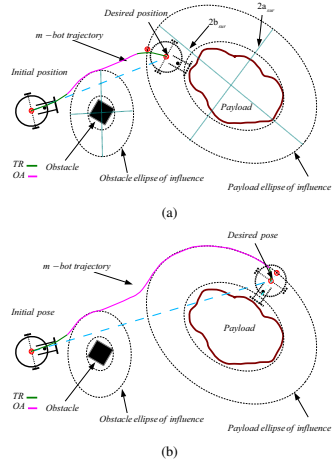 Desired position
2b_sur
2a_sur
m –bot trajectory
Initial position
Payload
Obstacle
TR
OA
Obstacle ellipse of influence
Payload ellipse of influence
(a)
Desired pose
m –bot trajectory
Initial pose
Payload
TR
OA
Obstacle
Obstacle ellipse of influence
Payload ellipse of influence
(b)